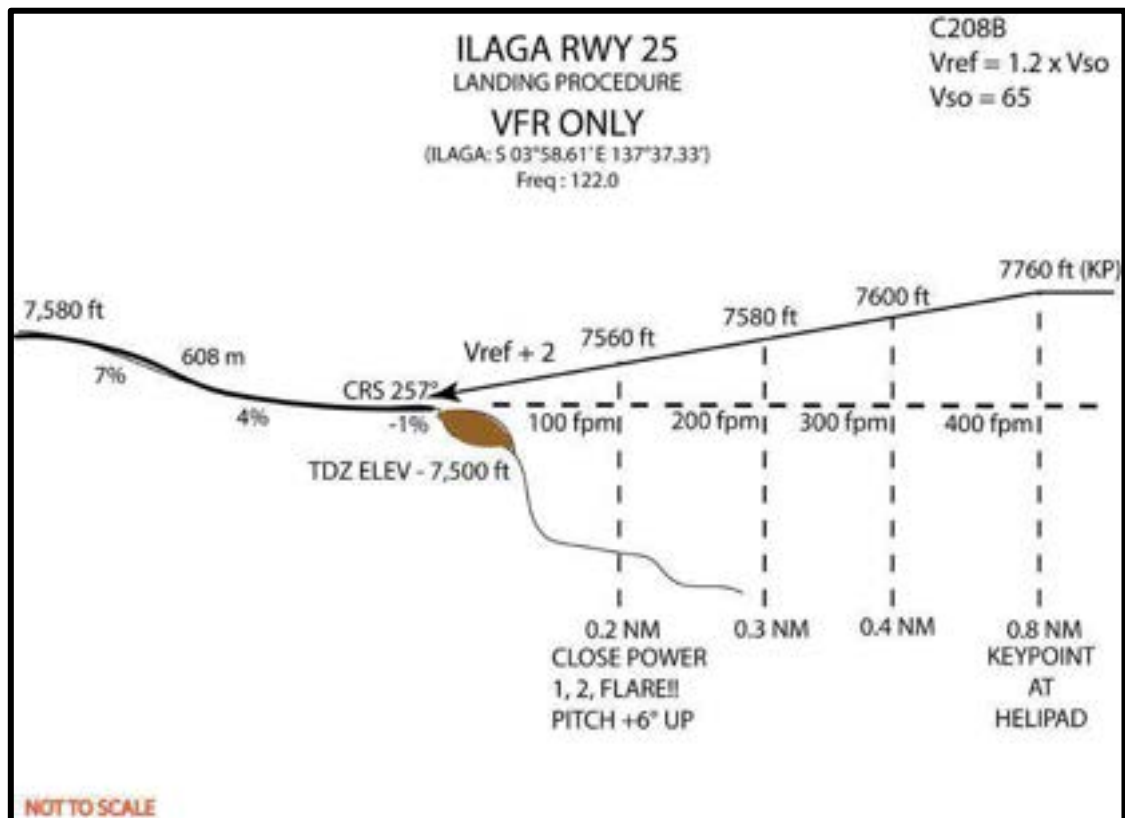 ILAGA RWY 25
LANDING PROCEDURE
VFR ONLY
(ILAGA: S 03°58.61' E 137°37.33')
Freq : 122.0
C208B
Vref = 1.2 x Vso
Vso = 65
7760 ft (KP)
7600 ft
7580 ft
7560 ft
Vref + 2
7,580 ft
608 m
7%
CRS 257°
4%
-1%
100 fpm
200 fpm
300 fpm
400 fpm
TDZ ELEV - 7,500 ft
0.2 NM
CLOSE POWER
1, 2, FLARE!!
PITCH +6° UP
0.3 NM
0.4 NM
0.8 NM
KEYPOINT
AT
HELIPAD
NOT TO SCALE